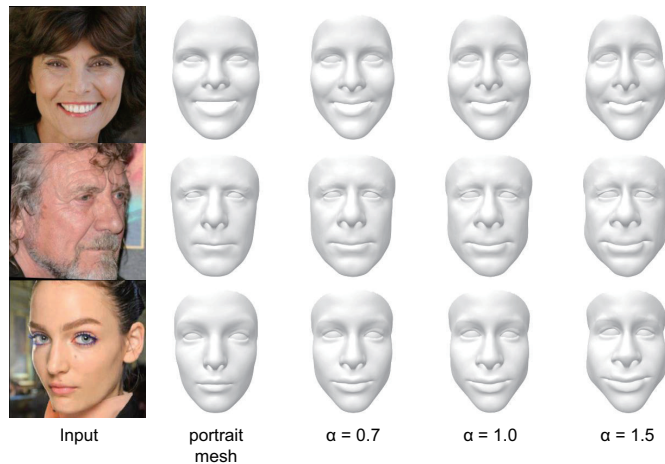 Input
portrait
mesh
α = 0.7
α = 1.0
α = 1.5